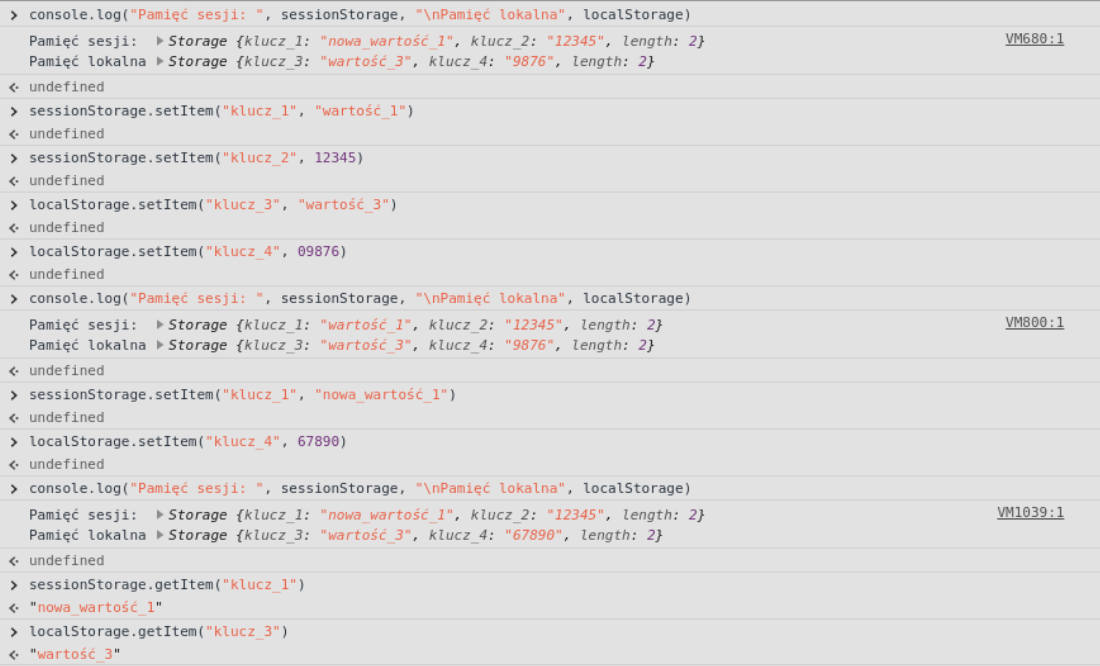 > console.log("Pamięć sesji: ", sessionStorage, "\nPamięć lokalna", localStorage)
Pamięć sesji: ▶Storage {klucz_1: "nowa_wartość_1", klucz_2: "12345", length: 2} VM680:1
Pamięć lokalna ▶Storage {klucz_3: "wartość_3", klucz_4: "9876", length: 2}
undefined
> sessionStorage.setItem("klucz_1", "wartość_1")
undefined
> sessionStorage.setItem("klucz_2", 12345)
undefined
> localStorage.setItem("klucz_3", "wartość_3")
undefined
> localStorage.setItem("klucz_4", 09876)
undefined
> console.log("Pamięć sesji: ", sessionStorage, "\nPamięć lokalna", localStorage)
Pamięć sesji: ▶Storage {klucz_1: "wartość_1", klucz_2: "12345", length: 2} VM800:1
Pamięć lokalna ▶Storage {klucz_3: "wartość_3", klucz_4: "9876", length: 2}
undefined
> sessionStorage.setItem("klucz_1", "nowa_wartość_1")
undefined
> localStorage.setItem("klucz_4", 67890)
undefined
> console.log("Pamięć sesji: ", sessionStorage, "\nPamięć lokalna", localStorage)
Pamięć sesji: ▶Storage {klucz_1: "nowa_wartość_1", klucz_2: "12345", length: 2} VM1039:1
Pamięć lokalna ▶Storage {klucz_3: "wartość_3", klucz_4: "67890", length: 2}
undefined
> sessionStorage.getItem("klucz_1")
"nowa_wartość_1"
> localStorage.getItem("klucz_3")
"wartość_3"